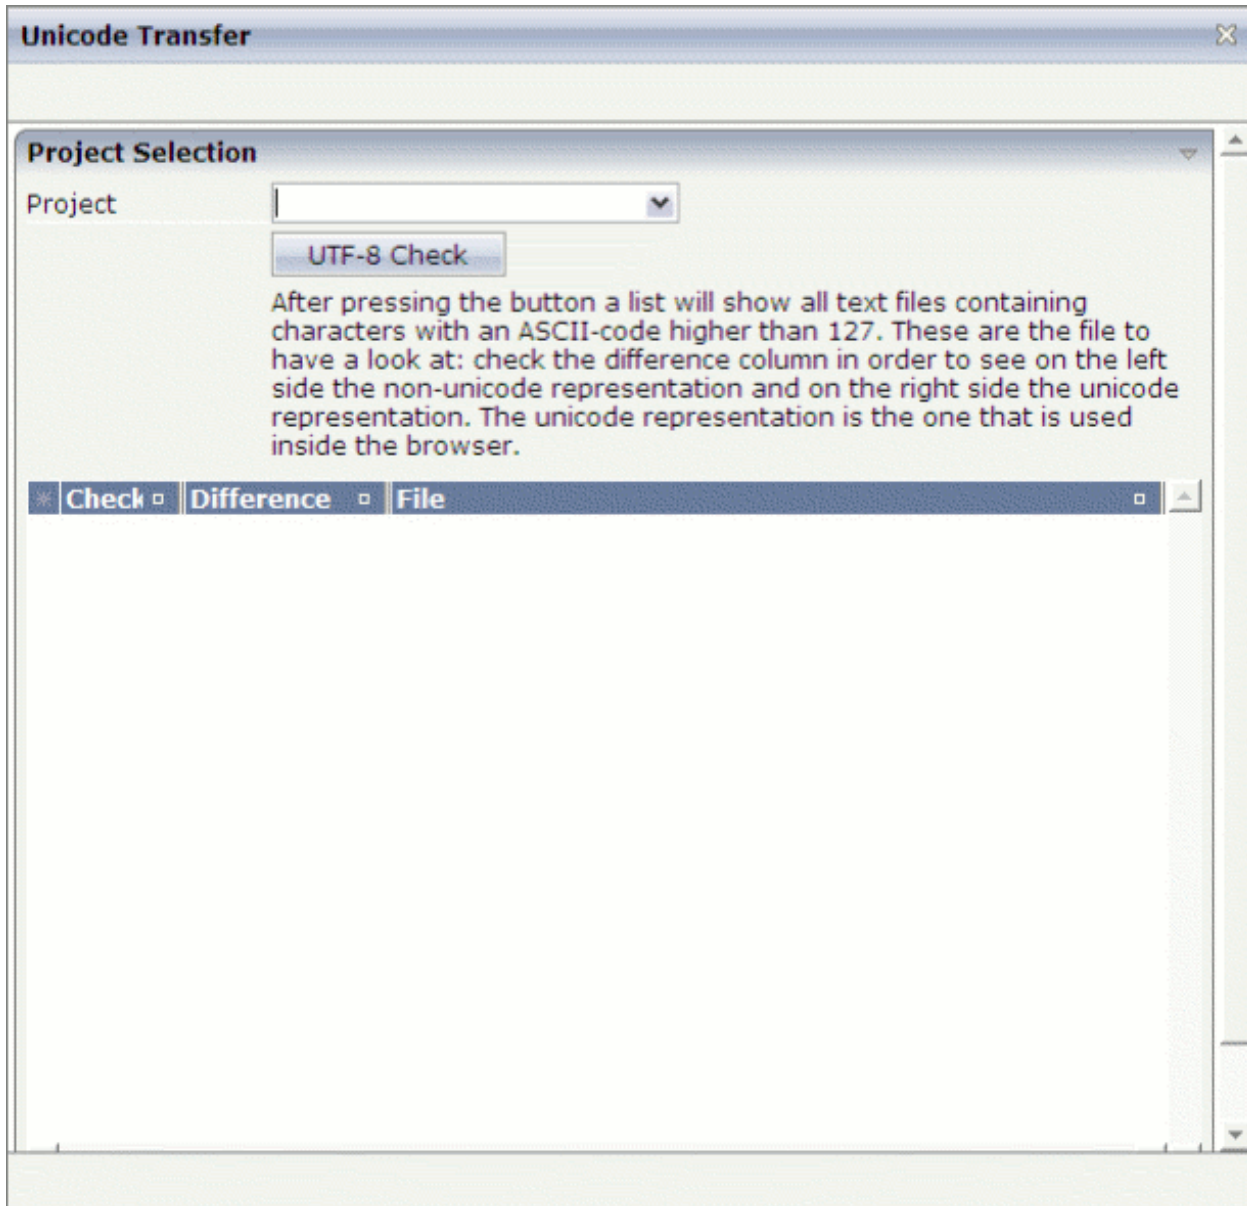 Unicode Transfer
Project Selection
Project
UTF-8 Check
After pressing the button a list will show all text files containing
characters with an ASCII-code higher than 127. These are the file to
have a look at: check the difference column in order to see on the left
side the non-unicode representation and on the right side the unicode
representation. The unicode representation is the one that is used
inside the browser.
Check Difference File